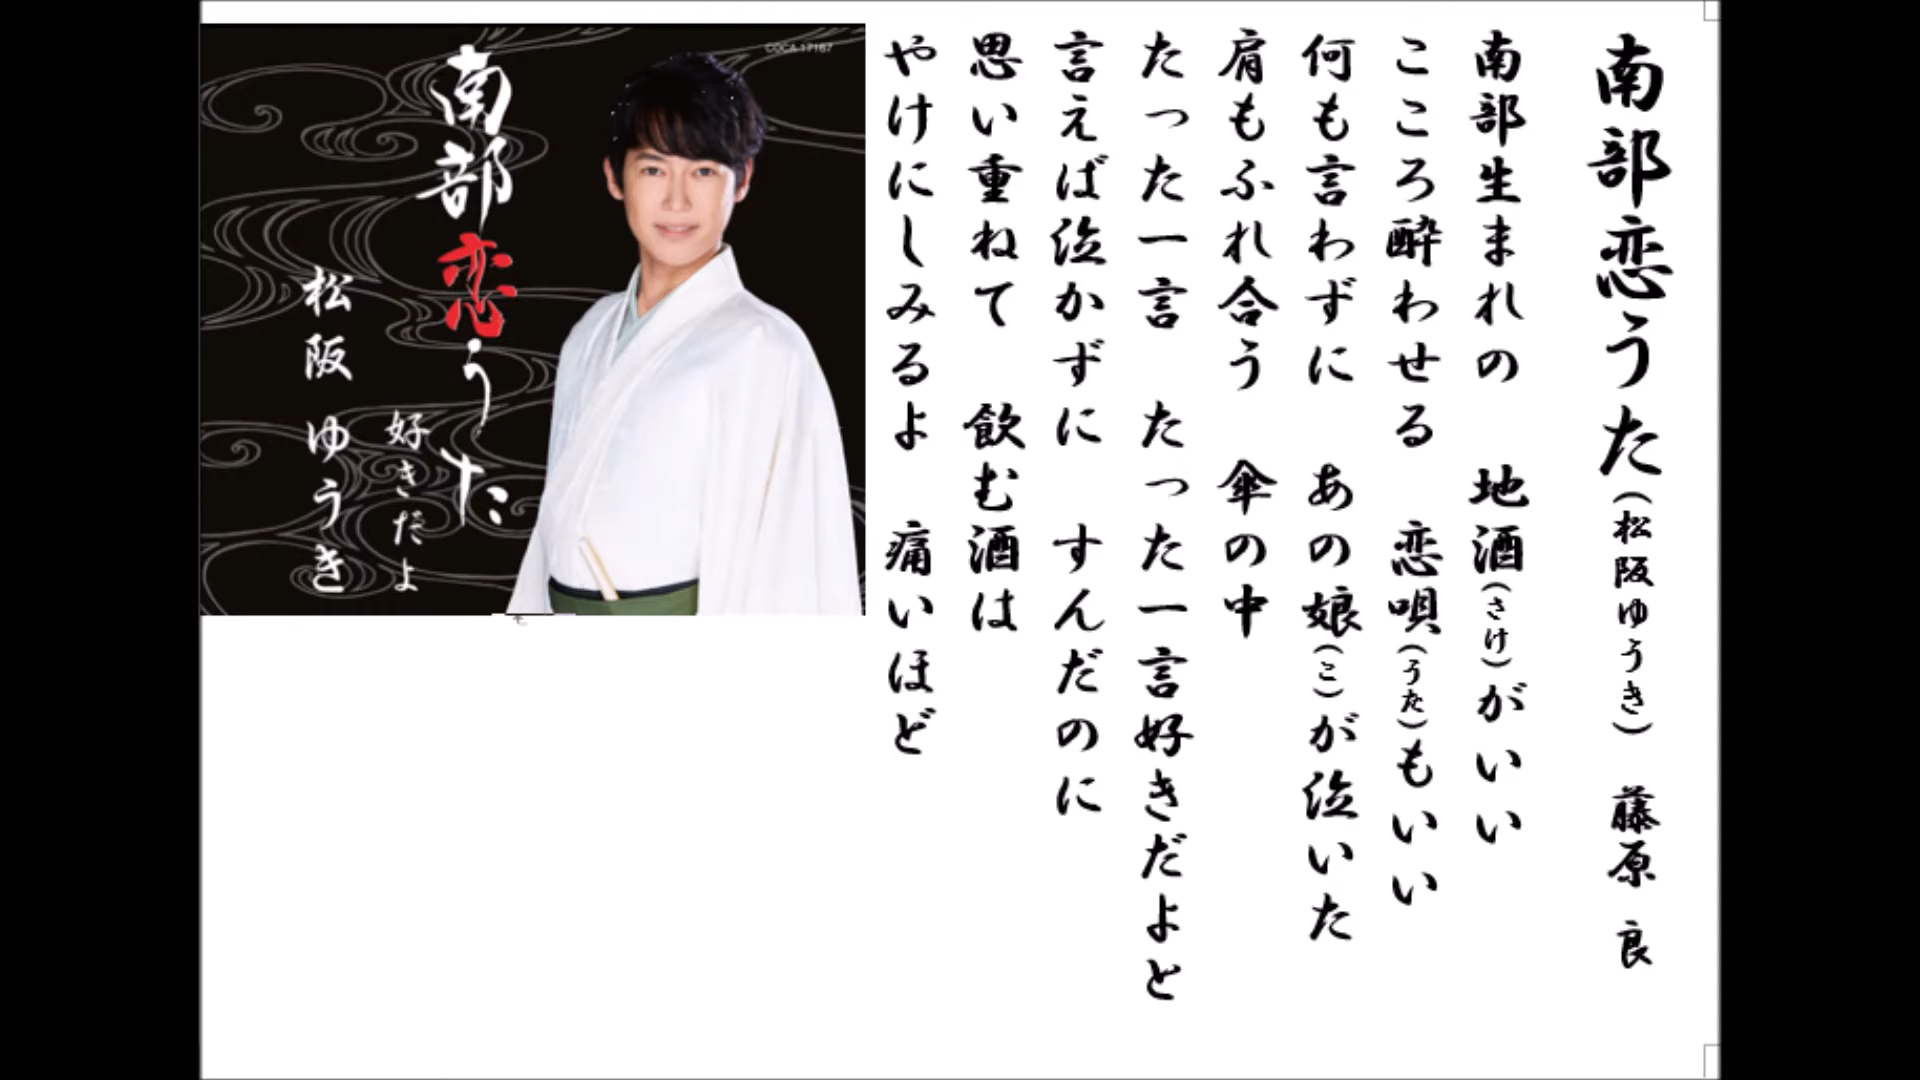 南部恋うた(松阪ゆうき) 藤原 良
南部生まれの 地酒(さけ)がいい
こころ酔わせる 恋唄(うた)もいい
何も言わずに あの娘(こ)が泣いた
肩もふれ合う 傘の中
たった一言 たった一言好きだよと
言えば泣かずに すんだのに
思い重ねて 飲む酒は
やけにしみるよ 痛いほど
COCA-17167
南部恋うた
好きだよ
松阪ゆうき